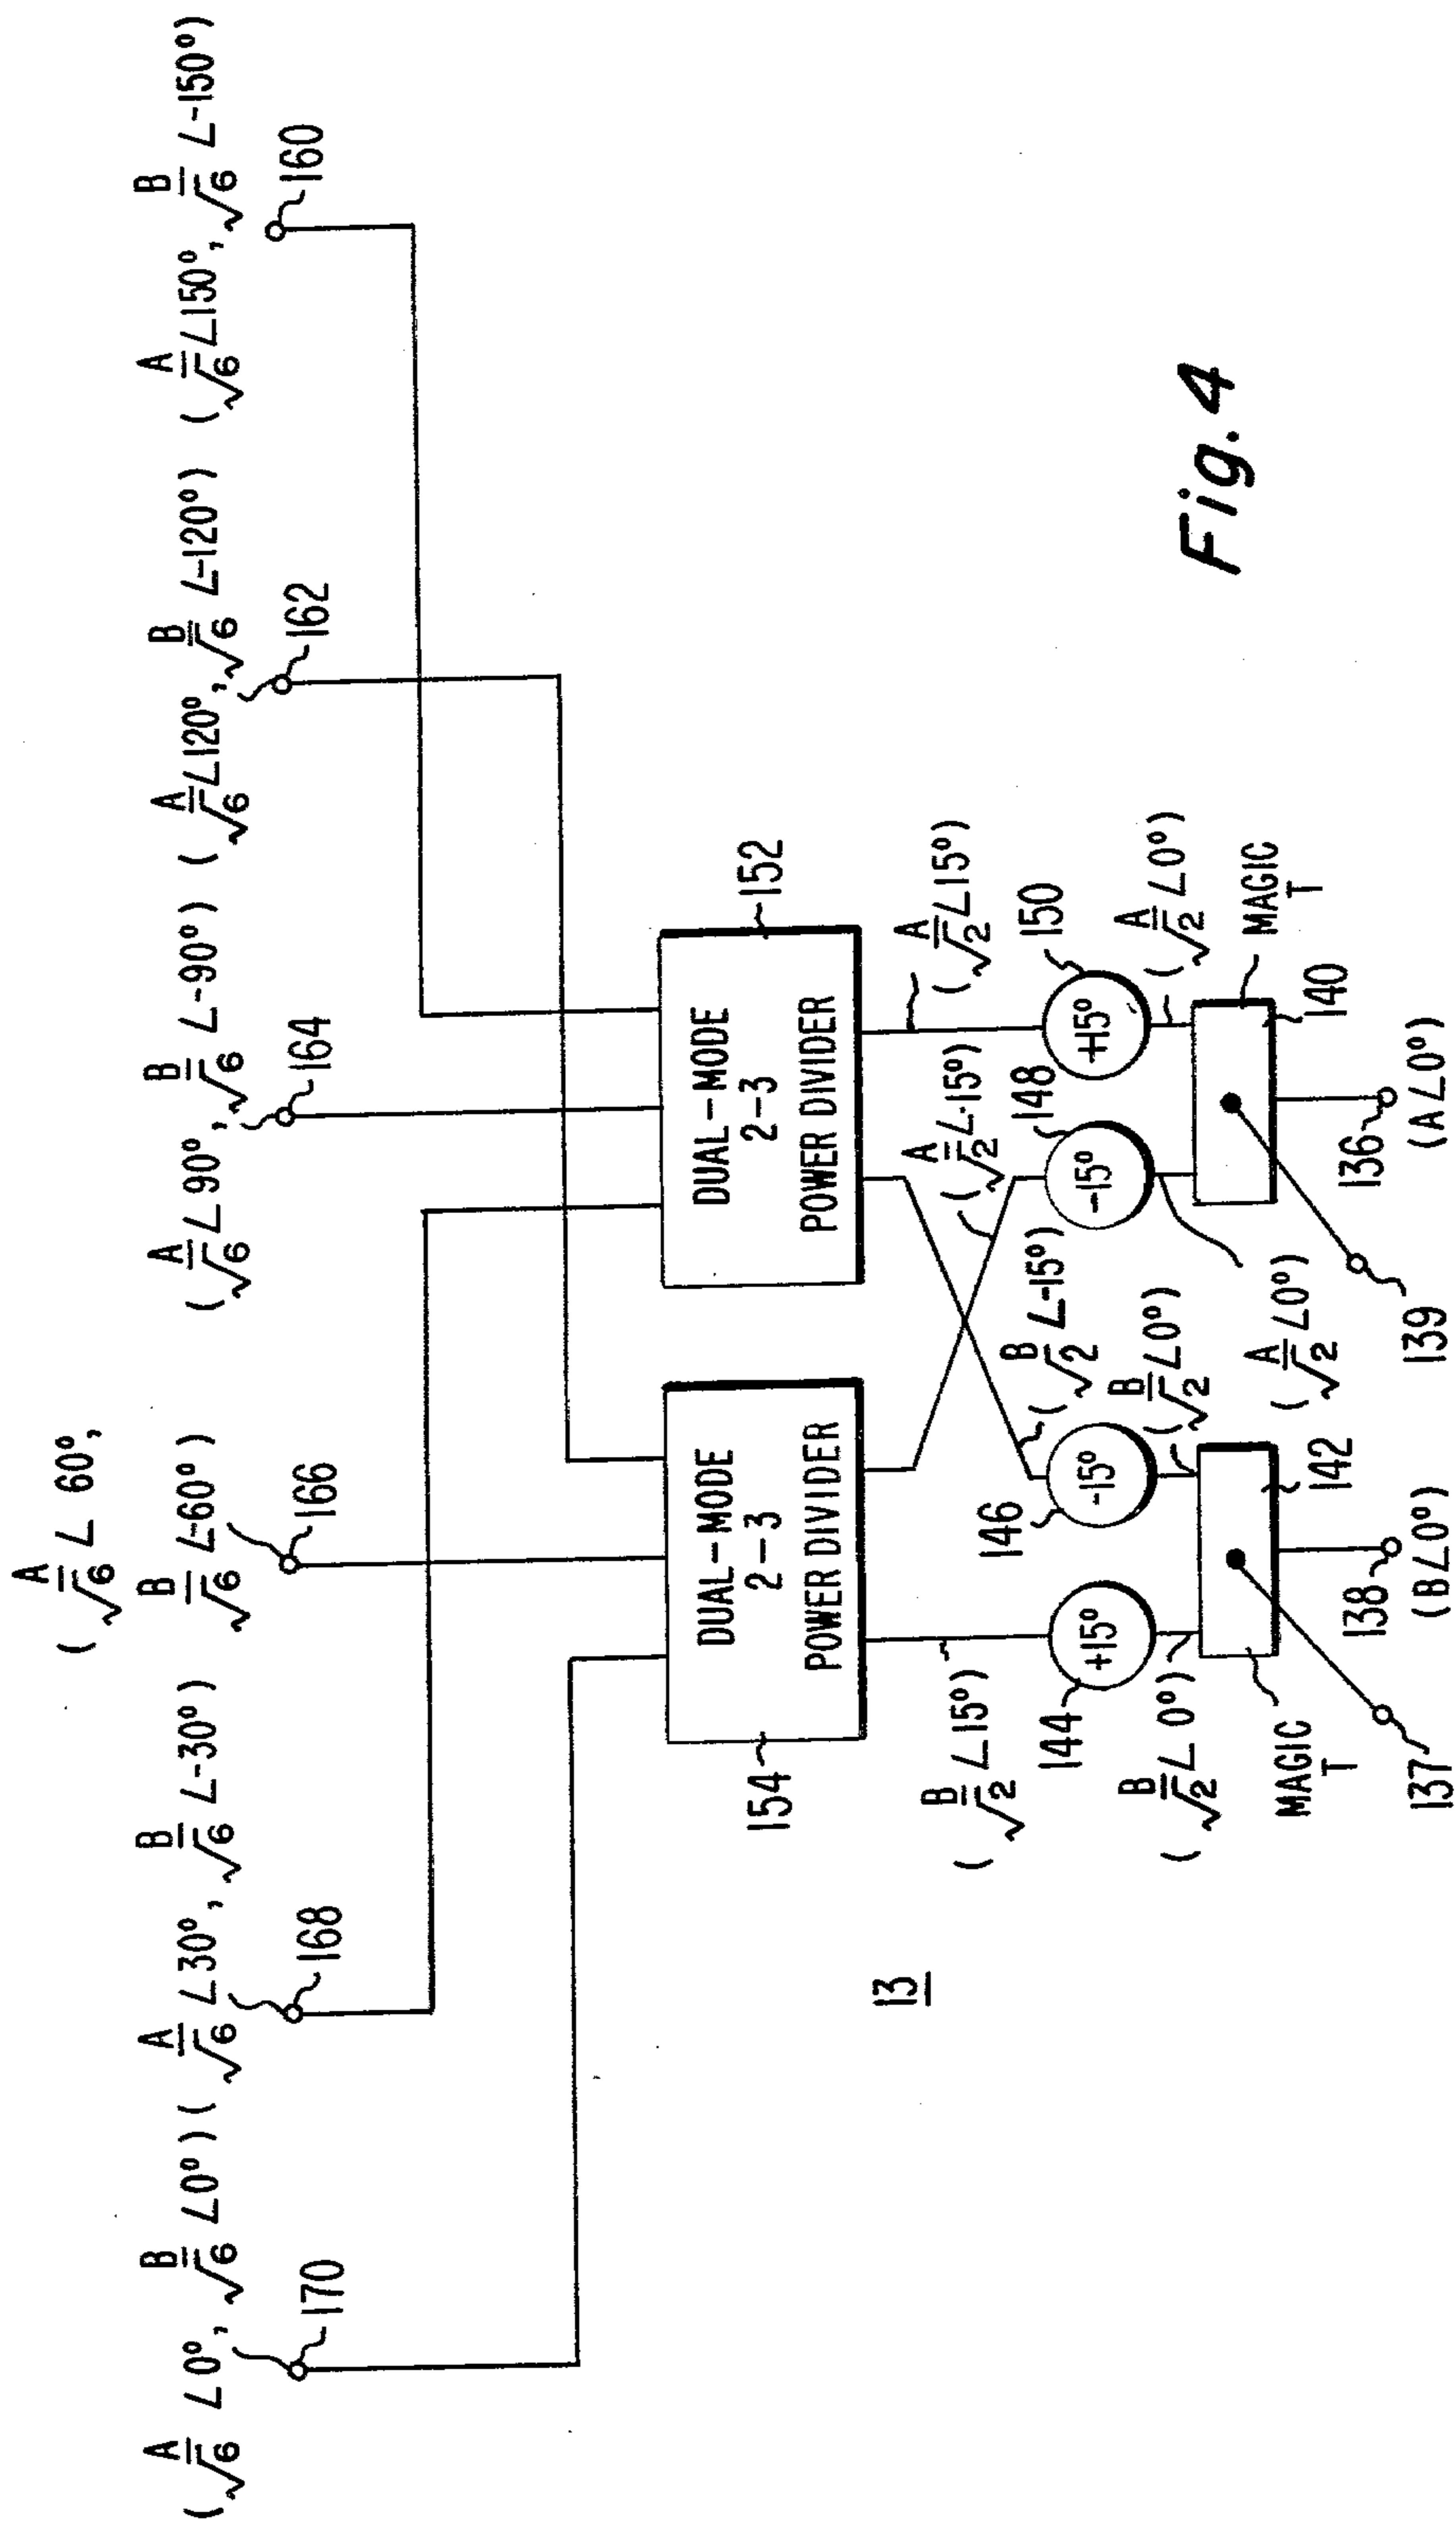 (A/√6 ∠0°, B/√6 ∠0°)
(A/√6 ∠30°, B/√6 ∠-30°)
(A/√6 ∠ 60°,
B/√6 ∠-60°)
(A/√6 ∠90°, B/√6 ∠-90°)
(A/√6 ∠120°, B/√6 ∠-120°)
(A/√6 ∠150°, B/√6 ∠-150°)
170
168
166
164
162
160
DUAL-MODE
2-3
POWER DIVIDER
154
DUAL-MODE
2-3
POWER DIVIDER
152
13
(B/√2 ∠15°)
(B/√2 ∠-15°)
(A/√2 ∠-15°)
(A/√2 ∠15°)
144
+15°
146
-15°
148
-15°
150
+15°
(B/√2 ∠ 0°)
(B/√2 ∠0°)
(A/√2 ∠0°)
(A/√2 ∠0°)
MAGIC
T
142
MAGIC
T
140
137
138
(B∠0°)
139
136
(A∠0°)
Fig. 4